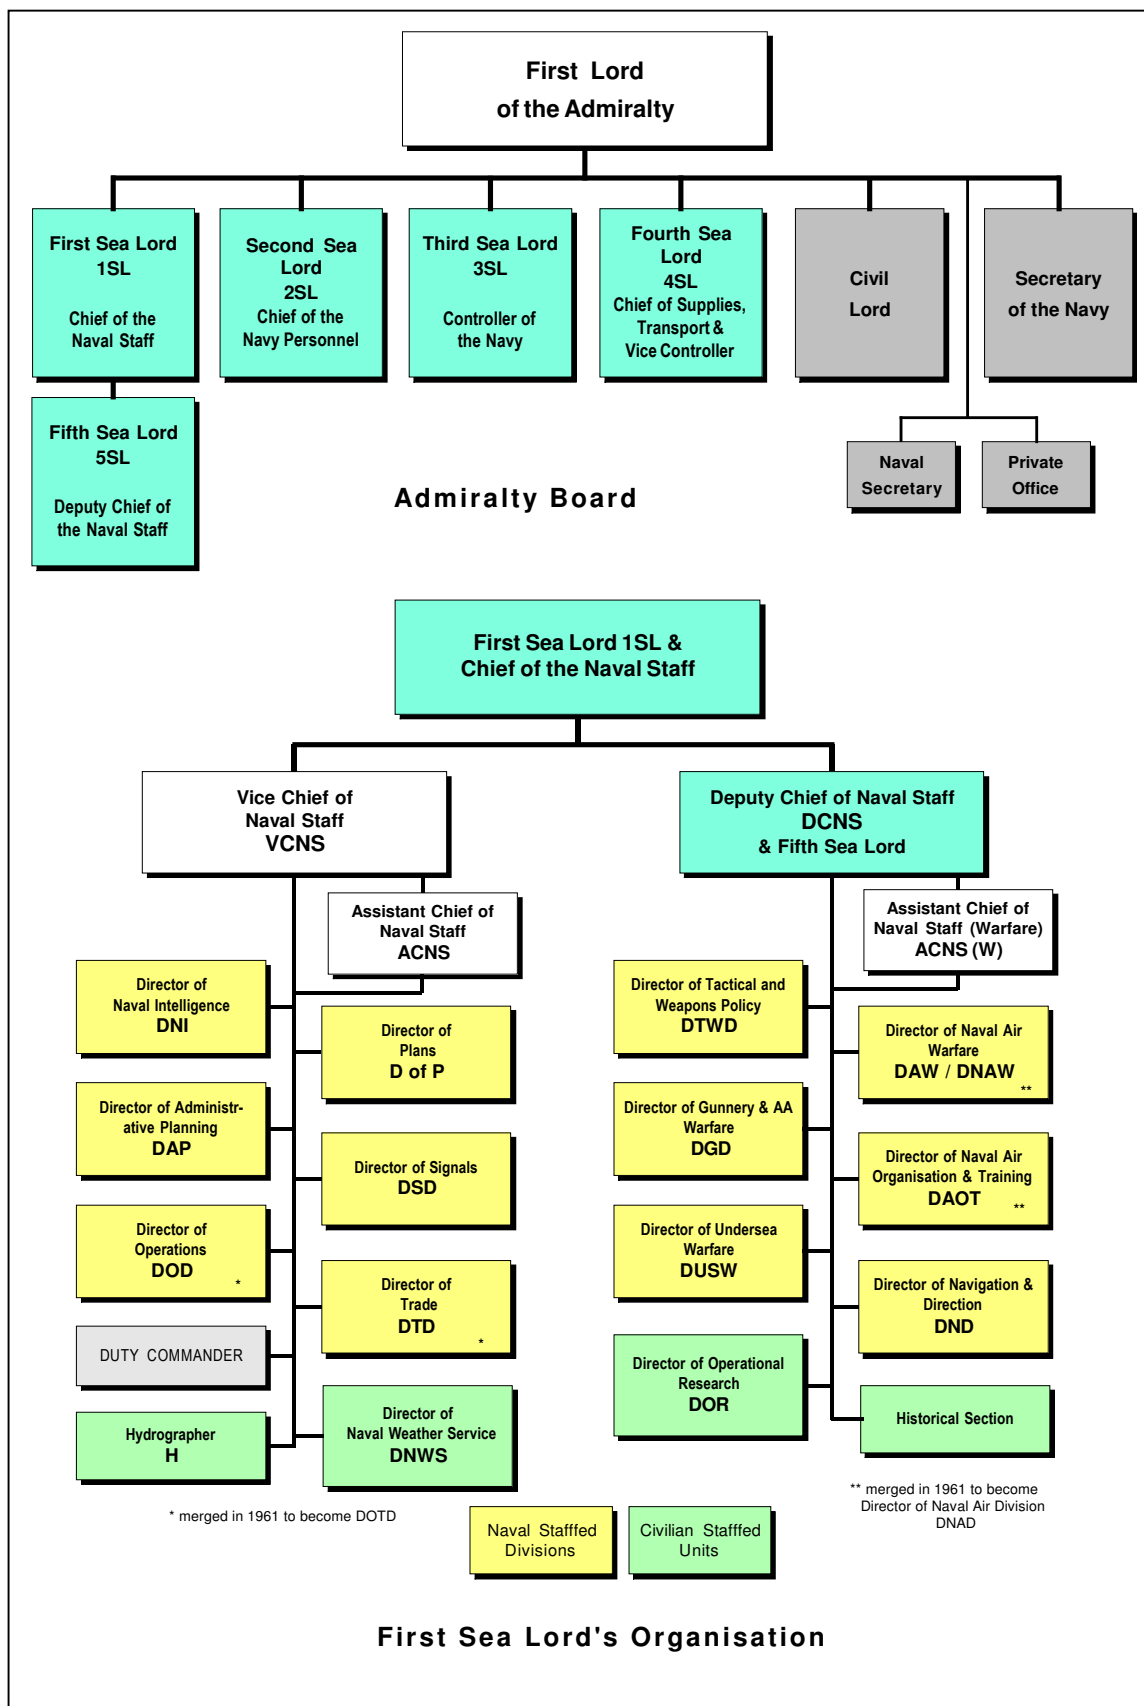 First Lord
of the Admiralty
First Sea Lord
1SL
Chief of the
Naval Staff
Second Sea
Lord
2SL
Chief of the
Navy Personnel
Third Sea Lord
3SL
Controller of
the Navy
Fourth Sea
Lord
4SL
Chief of Supplies,
Transport &
Vice Controller
Civil
Lord
Secretary
of the Navy
Fifth Sea Lord
5SL
Deputy Chief of
the Naval Staff
Naval
Secretary
Private
Office
Admiralty Board
First Sea Lord 1SL &
Chief of the Naval Staff
Vice Chief of
Naval Staff
VCNS
Deputy Chief of Naval Staff
DCNS
& Fifth Sea Lord
Assistant Chief of
Naval Staff
ACNS
Assistant Chief of
Naval Staff (Warfare)
ACNS (W)
Director of
Naval Intelligence
DNI
Director of
Plans
D of P
Director of Administr-
ative Planning
DAP
Director of Signals
DSD
Director of
Operations
DOD
*
Director of
Trade
DTD
*
DUTY COMMANDER
Hydrographer
H
Director of
Naval Weather Service
DNWS
Director of Tactical and
Weapons Policy
DTWD
Director of Naval Air
Warfare
DAW / DNAW
**
Director of Gunnery & AA
Warfare
DGD
Director of Naval Air
Organisation & Training
DAOT
**
Director of Undersea
Warfare
DUSW
Director of Navigation &
Direction
DND
Director of Operational
Research
DOR
Historical Section
* merged in 1961 to become DOTD
** merged in 1961 to become
Director of Naval Air Division
DNAD
Naval Stafffed
Divisions
Civilian Stafffed
Units
First Sea Lord's Organisation